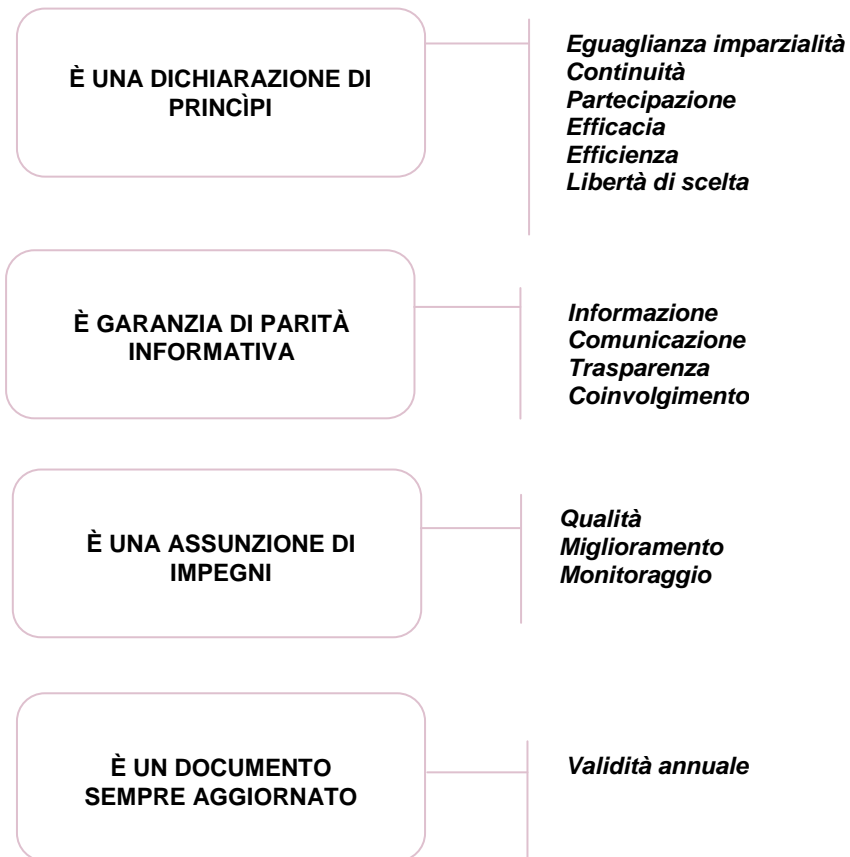 È UNA DICHIARAZIONE DI
PRINCÌPI
Eguaglianza imparzialità
Continuità
Partecipazione
Efficacia
Efficienza
Libertà di scelta
È GARANZIA DI PARITÀ
INFORMATIVA
Informazione
Comunicazione
Trasparenza
Coinvolgimento
È UNA ASSUNZIONE DI
IMPEGNI
Qualità
Miglioramento
Monitoraggio
È UN DOCUMENTO
SEMPRE AGGIORNATO
Validità annuale